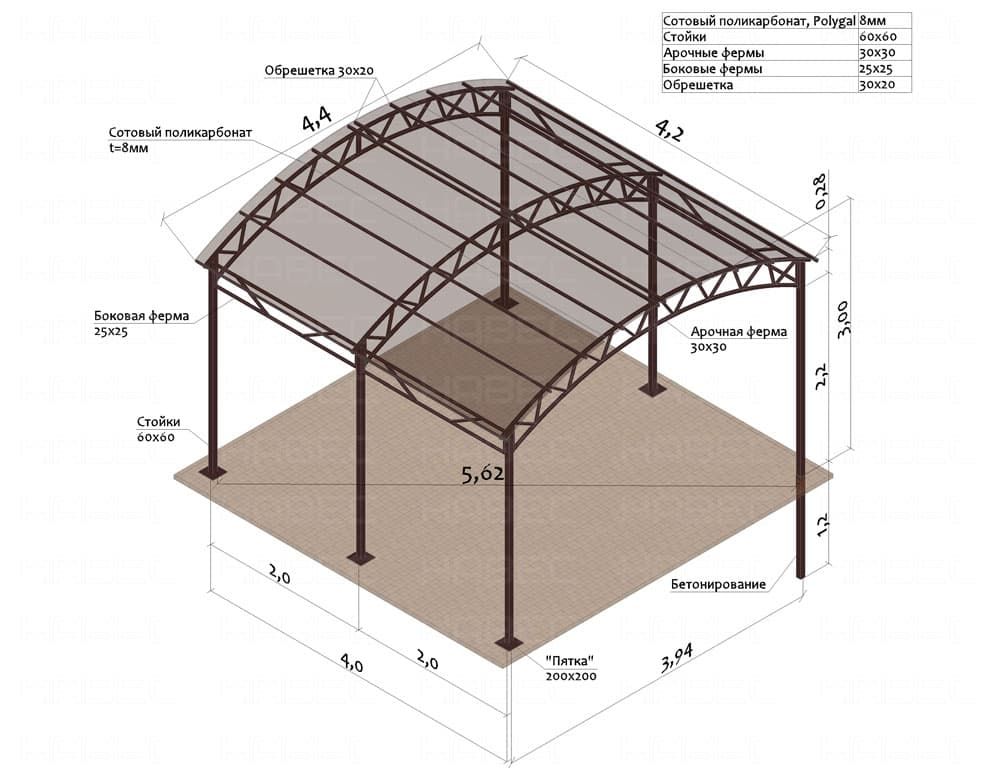 Сотовый поликарбонат, Polygal 8мм
Стойки 60х60
Арочные фермы 30х30
Боковые фермы 25х25
Обрешетка 30х20
Обрешетка 30х20
4,4
4,2
Сотовый поликарбонат
t=8мм
0,28
Боковая ферма
25х25
Арочная ферма
30х30
3,00
2,2
Стойки
60х60
5,62
1,2
2,0
Бетонирование
4,0
2,0
"Пятка"
200х200
3,94